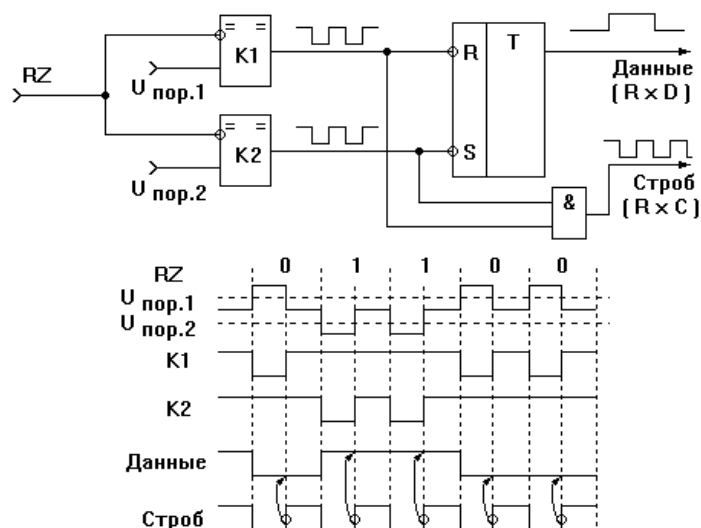 = =
K1
RZ
U пор.1
= =
K2
U пор.2
R
T
S
&
Данные
( R x D )
Строб
( R x C )
RZ 0 1 1 0 0
U пор.1
U пор.2
K1
K2
Данные
Строб